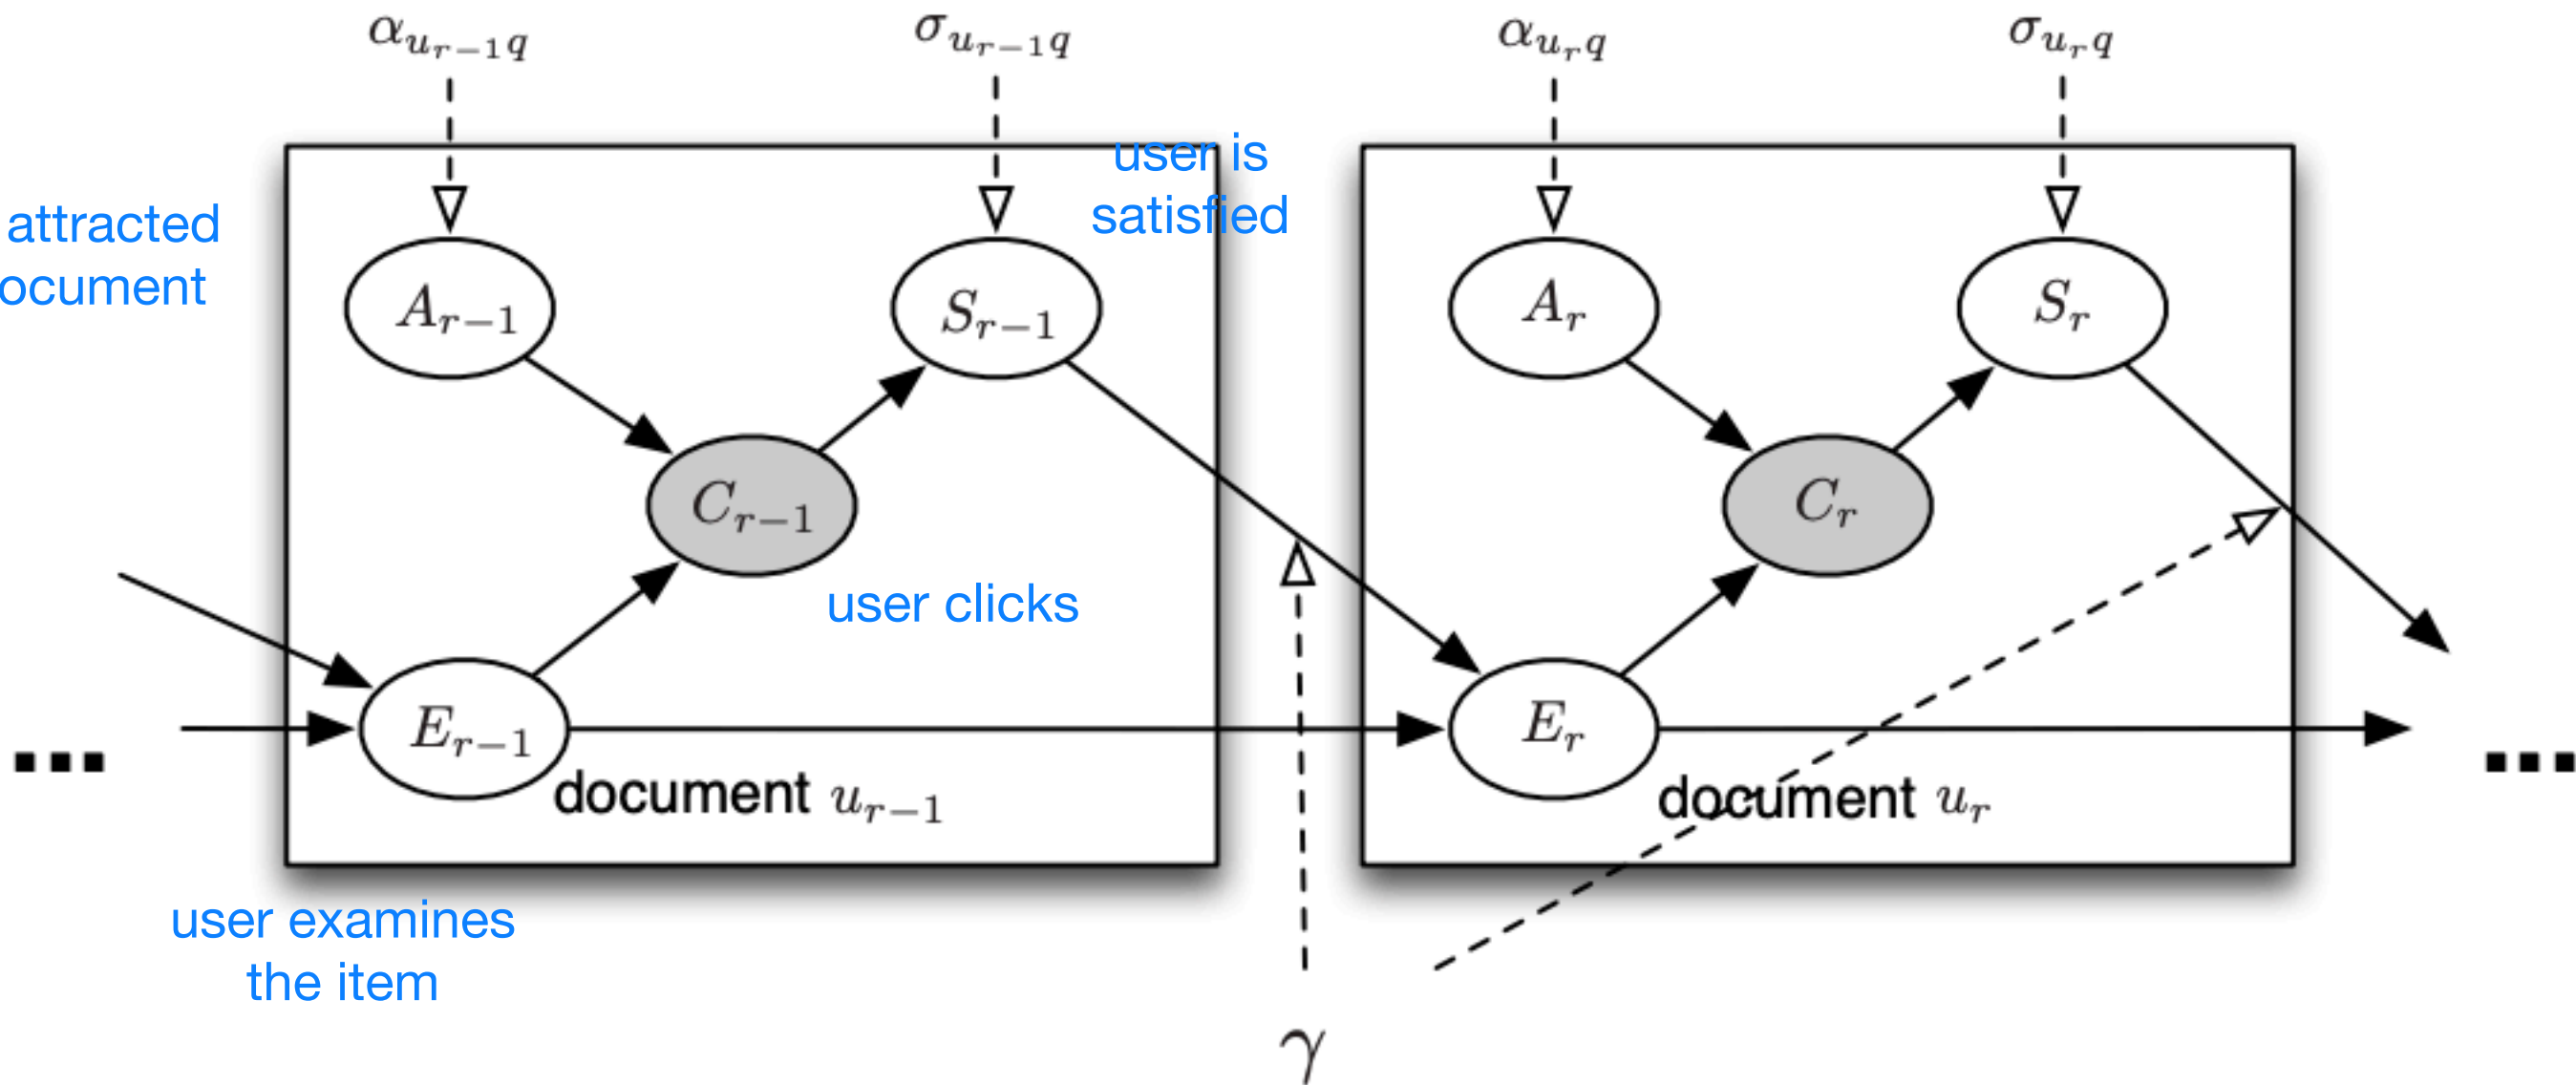 α_{u_{r−1}q}
σ_{u_{r−1}q}
α_{u_r q}
σ_{u_r q}
user is
satisfied
attracted
ocument
A_{r−1}
S_{r−1}
A_r
S_r
C_{r−1}
C_r
user clicks
E_{r−1}
E_r
...
...
document u_{r−1}
document u_r
user examines
the item
γ